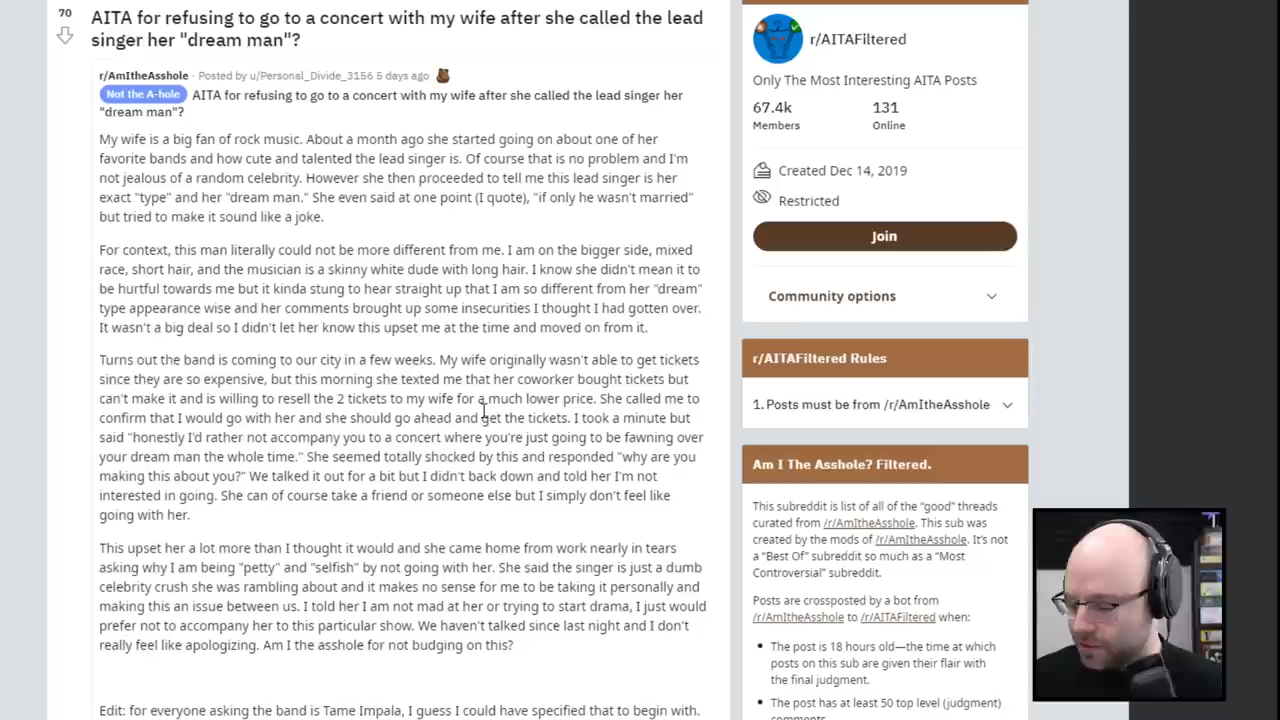 70
AITA for refusing to go to a concert with my wife after she called the lead
singer her "dream man"?
r/AmItheAsshole · Posted by u/Personal_Divide_3156 5 days ago
Not the A-hole AITA for refusing to go to a concert with my wife after she called the lead singer her
"dream man"?
My wife is a big fan of rock music. About a month ago she started going on about one of her
favorite bands and how cute and talented the lead singer is. Of course that is no problem and I'm
not jealous of a random celebrity. However she then proceeded to tell me this lead singer is her
exact "type" and her "dream man." She even said at one point (I quote), "if only he wasn't married"
but tried to make it sound like a joke.
For context, this man literally could not be more different from me. I am on the bigger side, mixed
race, short hair, and the musician is a skinny white dude with long hair. I know she didn't mean it to
be hurtful towards me but it kinda stung to hear straight up that I am so different from her "dream"
type appearance wise and her comments brought up some insecurities I thought I had gotten over.
It wasn't a big deal so I didn't let her know this upset me at the time and moved on from it.
Turns out the band is coming to our city in a few weeks. My wife originally wasn't able to get tickets
since they are so expensive, but this morning she texted me that her coworker bought tickets but
can't make it and is willing to resell the 2 tickets to my wife for a much lower price. She called me to
confirm that I would go with her and she should go ahead and get the tickets. I took a minute but
said "honestly I'd rather not accompany you to a concert where you're just going to be fawning over
your dream man the whole time." She seemed totally shocked by this and responded "why are you
making this about you?" We talked it out for a bit but I didn't back down and told her I'm not
interested in going. She can of course take a friend or someone else but I simply don't feel like
going with her.
This upset her a lot more than I thought it would and she came home from work nearly in tears
asking why I am being "petty" and "selfish" by not going with her. She said the singer is just a dumb
celebrity crush she was rambling about and it makes no sense for me to be taking it personally and
making this an issue between us. I told her I am not mad at her or trying to start drama, I just would
prefer not to accompany her to this particular show. We haven't talked since last night and I don't
really feel like apologizing. Am I the asshole for not budging on this?
Edit: for everyone asking the band is Tame Impala, I guess I could have specified that to begin with.
r/AITAFiltered
Only The Most Interesting AITA Posts
67.4k 131
Members Online
Created Dec 14, 2019
Restricted
Join
Community options
r/AITAFiltered Rules
1. Posts must be from /r/AmItheAsshole
Am I The Asshole? Filtered.
This subreddit is list of all of the "good" threads
curated from /r/AmItheAsshole. This sub was
created by the mods of /r/AmItheAsshole. It's not
a "Best Of" subreddit so much as a "Most
Controversial" subreddit.
Posts are crossposted by a bot from
/r/AmItheAsshole to /r/AITAFiltered when:
• The post is 18 hours old—the time at which
posts on this sub are given their flair with
the final judgment.
• The post has at least 50 top level (judgment)
comments